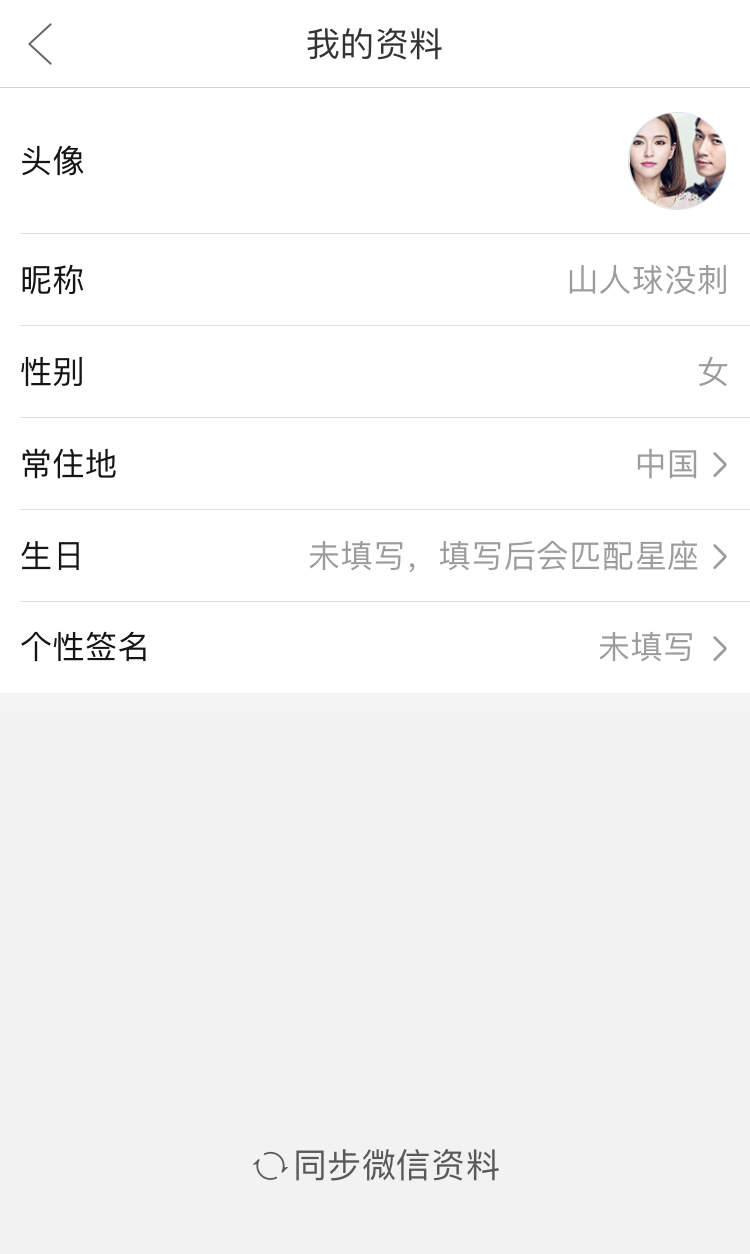 我的资料
头像
昵称 山人球没刺
性别 女
常住地 中国
生日 未填写，填写后会匹配星座
个性签名 未填写
同步微信资料